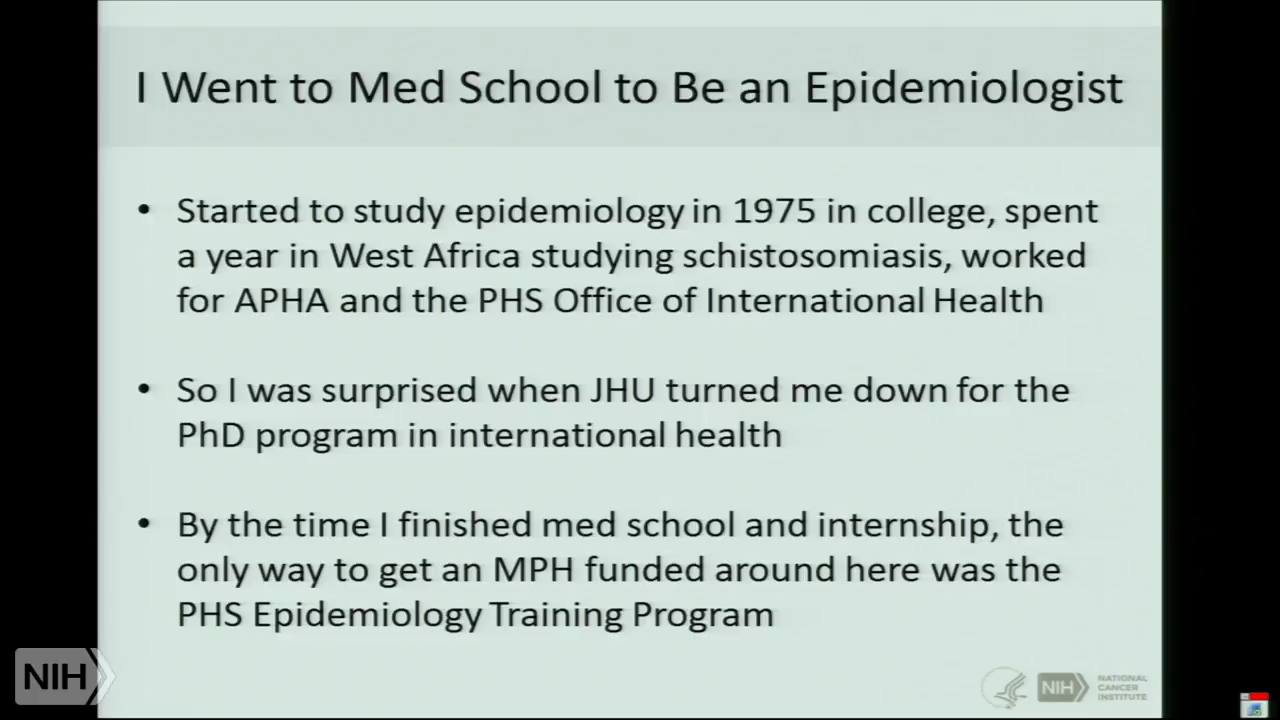 I Went to Med School to Be an Epidemiologist
• Started to study epidemiology in 1975 in college, spent
a year in West Africa studying schistosomiasis, worked
for APHA and the PHS Office of International Health
• So I was surprised when JHU turned me down for the
PhD program in international health
• By the time I finished med school and internship, the
only way to get an MPH funded around here was the
PHS Epidemiology Training Program
NIH
NIH
NATIONAL
CANCER
INSTITUTE